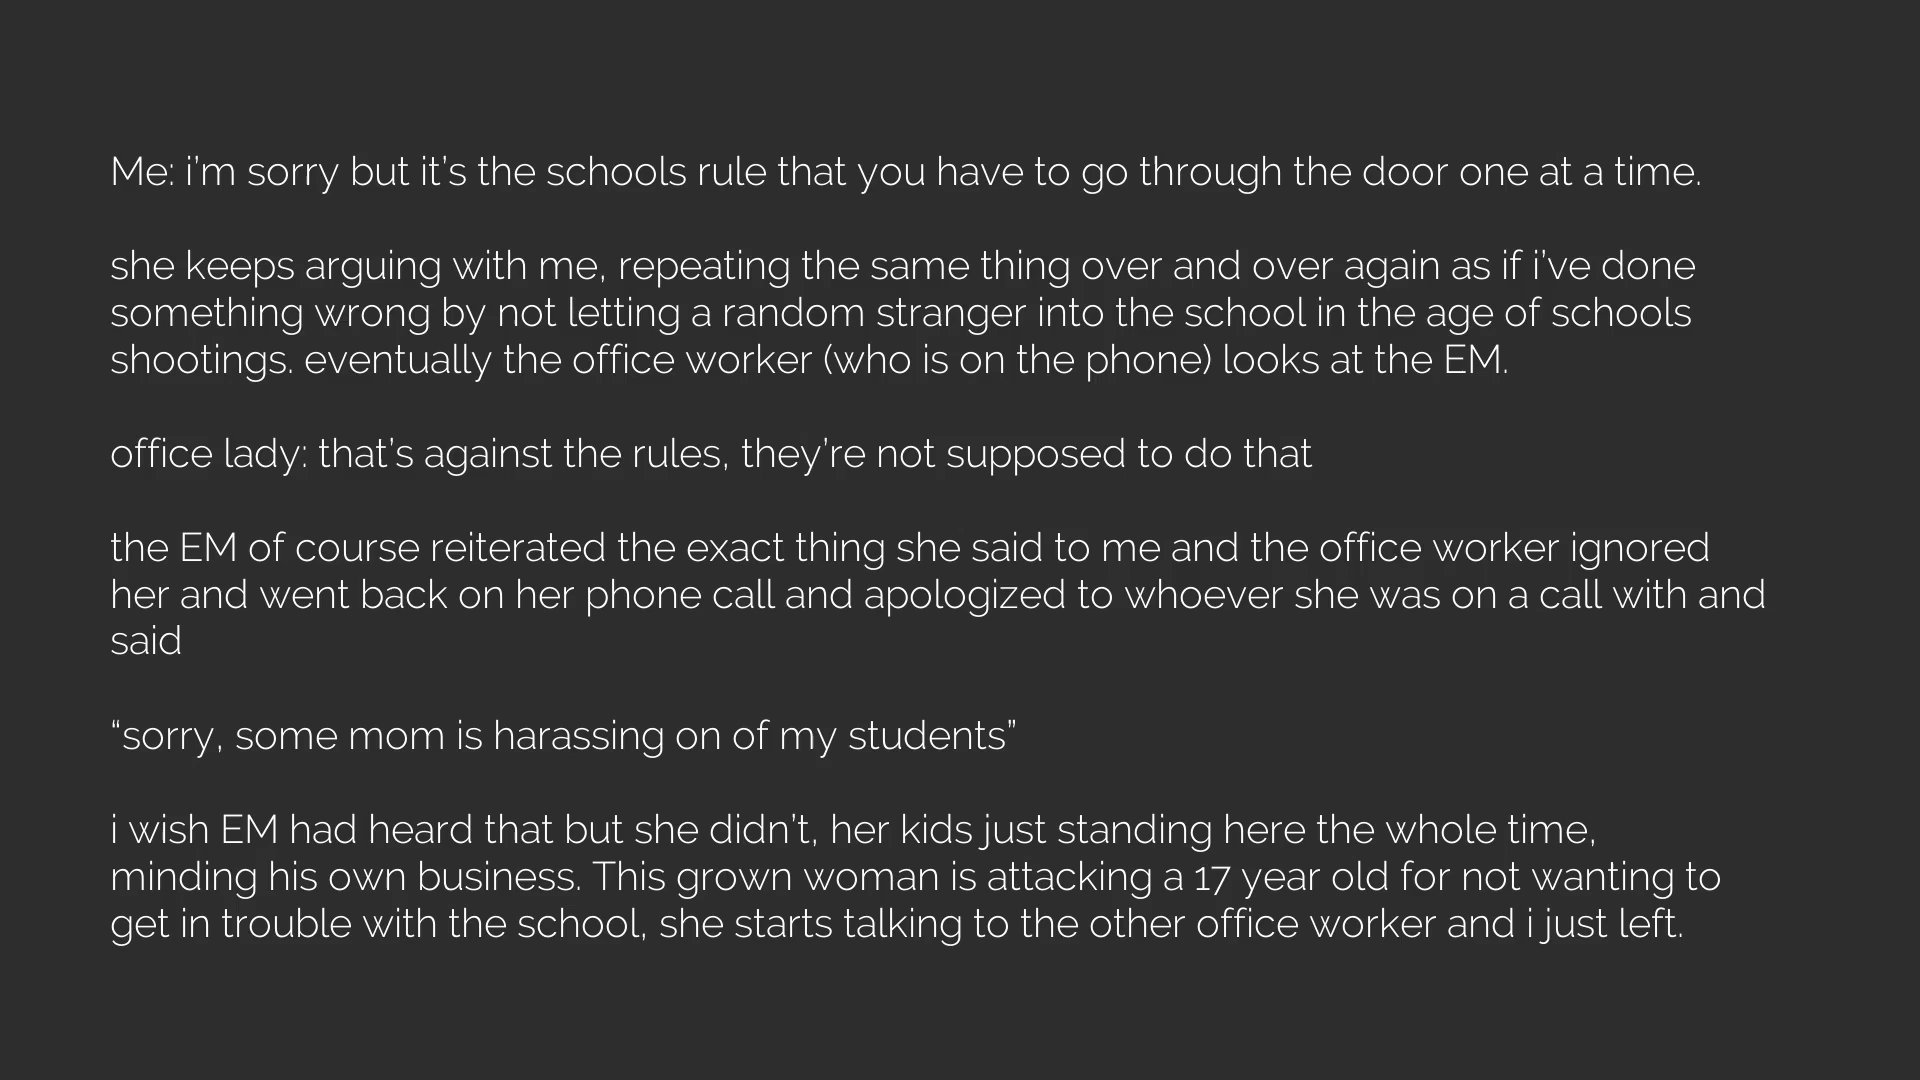 Me: i'm sorry but it's the schools rule that you have to go through the door one at a time.
she keeps arguing with me, repeating the same thing over and over again as if i've done
something wrong by not letting a random stranger into the school in the age of schools
shootings. eventually the office worker (who is on the phone) looks at the EM.
office lady: that's against the rules, they're not supposed to do that
the EM of course reiterated the exact thing she said to me and the office worker ignored
her and went back on her phone call and apologized to whoever she was on a call with and
said
“sorry, some mom is harassing on of my students”
i wish EM had heard that but she didn't, her kids just standing here the whole time,
minding his own business. This grown woman is attacking a 17 year old for not wanting to
get in trouble with the school, she starts talking to the other office worker and i just left.